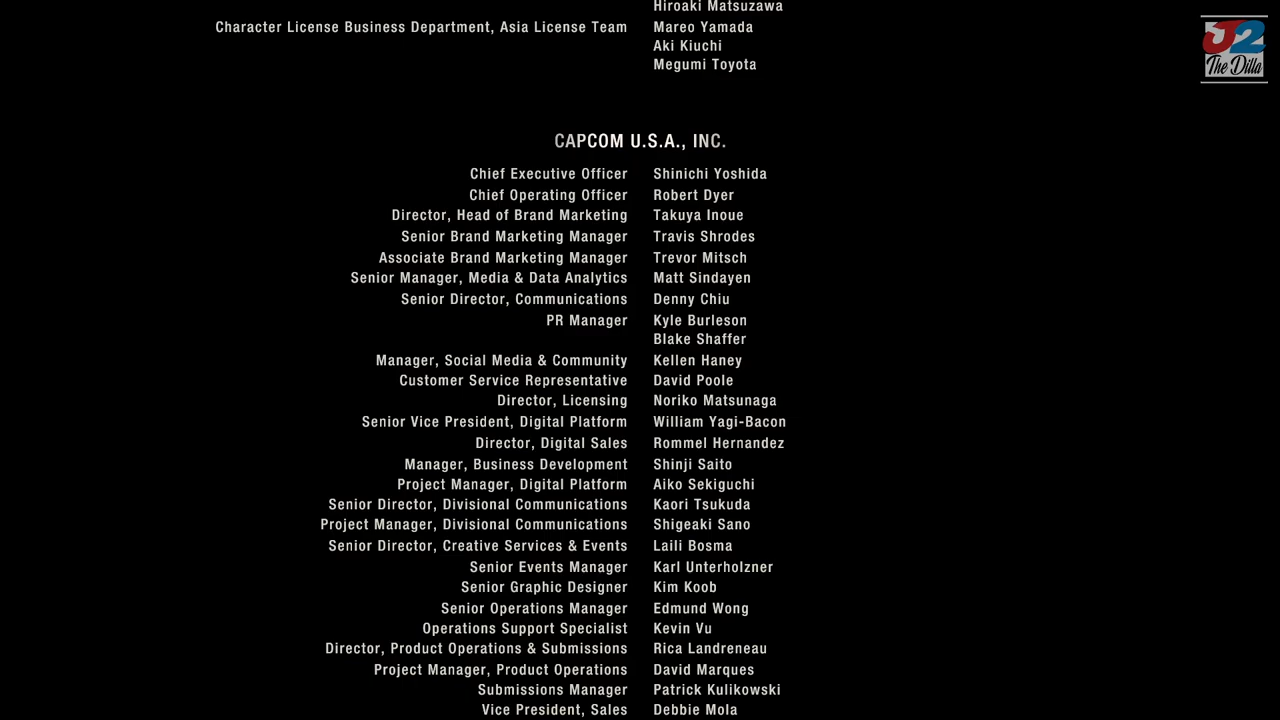 Hiroaki Matsuzawa
Character License Business Department, Asia License Team Mareo Yamada
Aki Kiuchi
Megumi Toyota
J2
The Dilla
CAPCOM U.S.A., INC.
Chief Executive Officer Shinichi Yoshida
Chief Operating Officer Robert Dyer
Director, Head of Brand Marketing Takuya Inoue
Senior Brand Marketing Manager Travis Shrodes
Associate Brand Marketing Manager Trevor Mitsch
Senior Manager, Media & Data Analytics Matt Sindayen
Senior Director, Communications Denny Chiu
PR Manager Kyle Burleson
Blake Shaffer
Manager, Social Media & Community Kellen Haney
Customer Service Representative David Poole
Director, Licensing Noriko Matsunaga
Senior Vice President, Digital Platform William Yagi-Bacon
Director, Digital Sales Rommel Hernandez
Manager, Business Development Shinji Saito
Project Manager, Digital Platform Aiko Sekiguchi
Senior Director, Divisional Communications Kaori Tsukuda
Project Manager, Divisional Communications Shigeaki Sano
Senior Director, Creative Services & Events Laili Bosma
Senior Events Manager Karl Unterholzner
Senior Graphic Designer Kim Koob
Senior Operations Manager Edmund Wong
Operations Support Specialist Kevin Vu
Director, Product Operations & Submissions Rica Landreneau
Project Manager, Product Operations David Marques
Submissions Manager Patrick Kulikowski
Vice President, Sales Debbie Mola